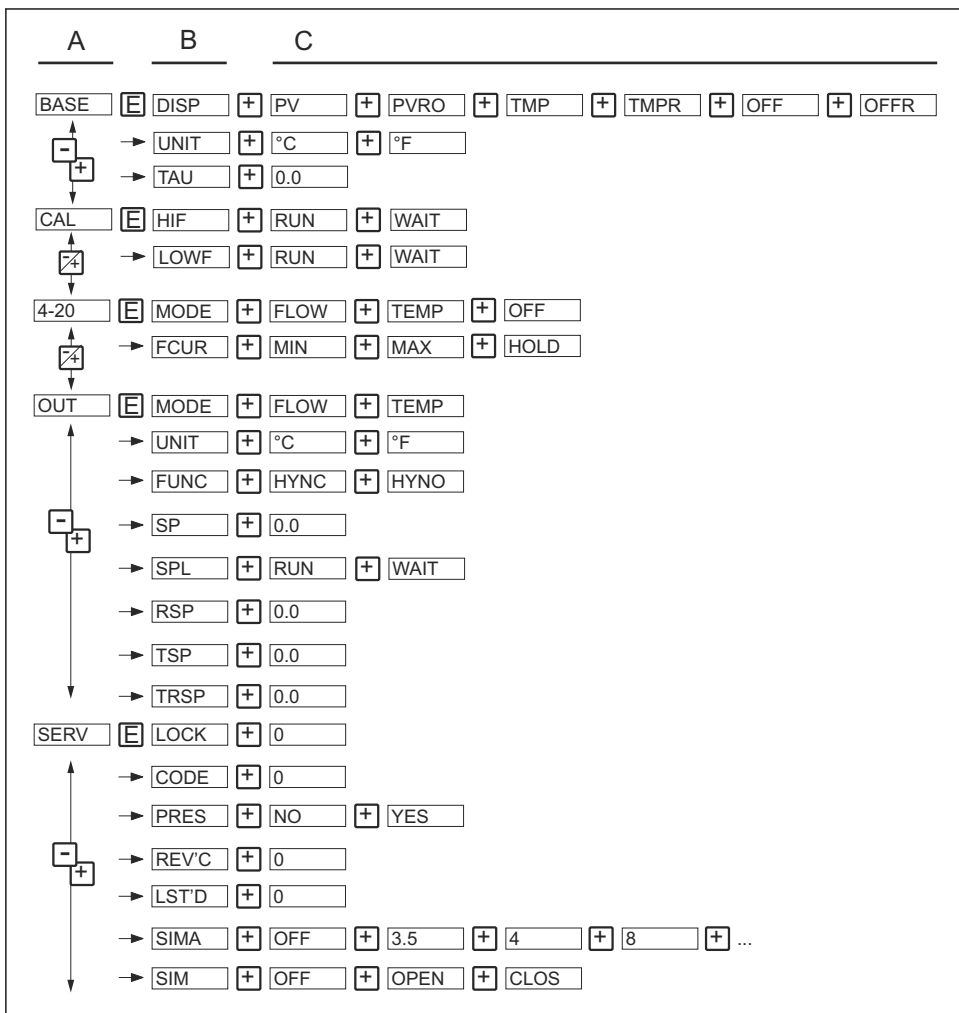 A B C
BASE E DISP + PV + PVRO + TMP + TMPR + OFF + OFFR
→ UNIT + °C + °F
- +
→ TAU + 0.0
CAL E HIF + RUN + WAIT
→ LOWF + RUN + WAIT
-/+
4-20 E MODE + FLOW + TEMP + OFF
→ FCUR + MIN + MAX + HOLD
-/+
OUT E MODE + FLOW + TEMP
→ UNIT + °C + °F
→ FUNC + HYNC + HYNO
- +
→ SP + 0.0
→ SPL + RUN + WAIT
→ RSP + 0.0
→ TSP + 0.0
→ TRSP + 0.0
SERV E LOCK + 0
→ CODE + 0
→ PRES + NO + YES
- +
→ REV'C + 0
→ LST'D + 0
→ SIMA + OFF + 3.5 + 4 + 8 + ...
→ SIM + OFF + OPEN + CLOS